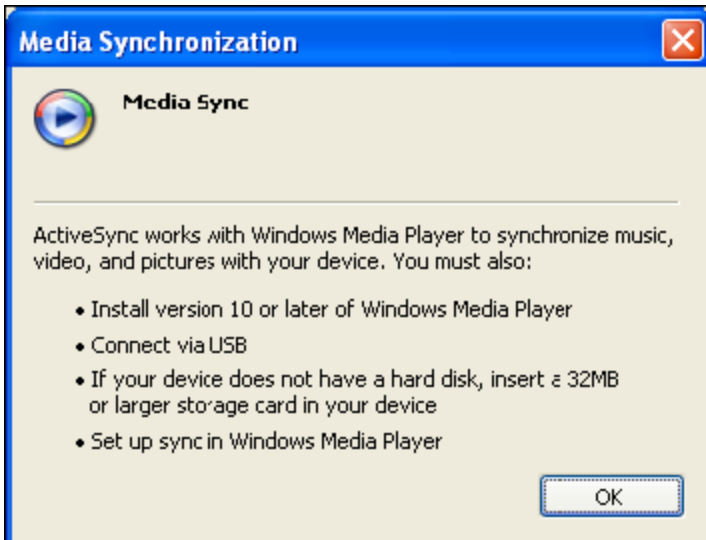 Media Synchronization
Media Sync
ActiveSync works with Windows Media Player to synchronize music,
video, and pictures with your device. You must also:
• Install version 10 or later of Windows Media Player
• Connect via USB
• If your device does not have a hard disk, insert a 32MB
or larger storage card in your device
• Set up sync in Windows Media Player
OK